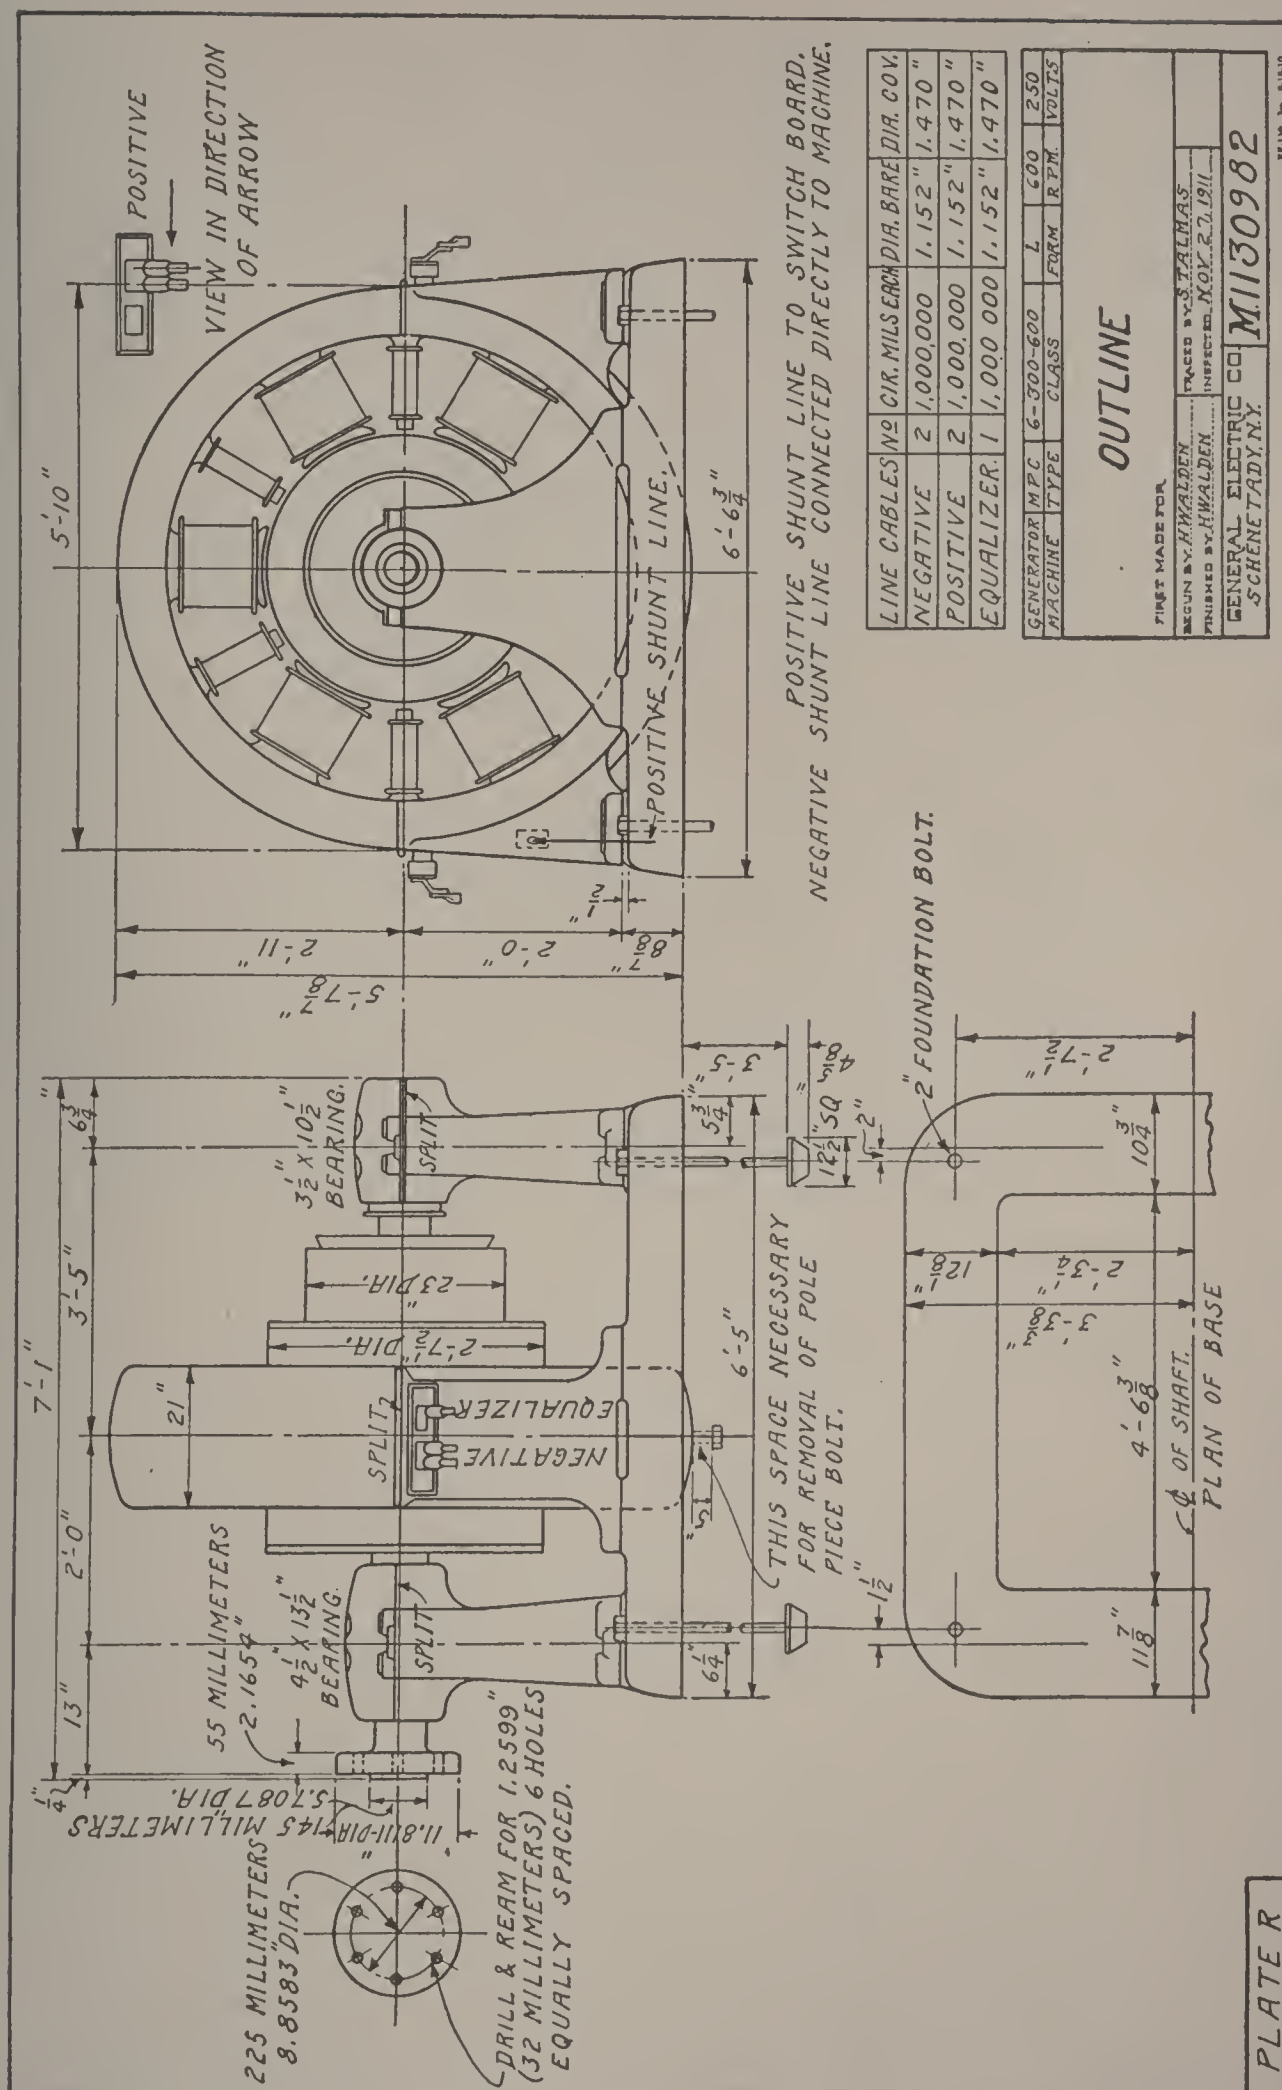 POSITIVE
VIEW IN DIRECTION
OF ARROW
5'-10"
6'-6 3/4"
POSITIVE SHUNT LINE.
2'-11"
2'-0"
1/2"
8 7/8"
5'-7 7/8"
POSITIVE SHUNT LINE TO SWITCH BOARD.
NEGATIVE SHUNT LINE CONNECTED DIRECTLY TO MACHINE.
LINE CABLES Nº CIR. MILS EACH DIA. BARE DIA. COV.
NEGATIVE 2 1,000,000 1.152" 1.470"
POSITIVE 2 1,000,000 1.152" 1.470"
EQUALIZER. 1 1,000 000 1.152" 1.470"
GENERATOR MPC 6-300-600 L 600 250
MACHINE TYPE CLASS FORM R.P.M. VOLTS
OUTLINE
FIRST MADE FOR
BEGUN BY H WALDEN TRACED BY S. TALMAS
FINISHED BY H WALDEN INSPECTED NOV 27, 1911
GENERAL ELECTRIC CO. M1130982
SCHENETADY, N.Y.
7'-1"
1/4"
13"
2'-0"
3'-5"
6 3/4"
21"
SPLIT
NEGATIVE
EQUALIZER
2'-7 1/2" DIA.
23" DIA.
3 1/2" X 10 1/2"
BEARING.
SPLIT
55 MILLIMETERS
2.1654"
4 1/2" X 13 1/2"
BEARING.
SPLIT
145 MILLIMETERS
5.7087" DIA.
11.811" DIA
225 MILLIMETERS
8.8583" DIA.
DRILL & REAM FOR 1.2599"
(32 MILLIMETERS) 6 HOLES
EQUALLY SPACED.
6 1/4"
6'-5"
5 3/4"
3'-5"
4 5/8"
12 1/2" SQ
5"
THIS SPACE NECESSARY
FOR REMOVAL OF POLE
PIECE BOLT.
1 1/2"
2"
2" FOUNDATION BOLT.
2'-7 1/2"
12 1/8"
2'-3 1/4"
3'-3 3/8"
11 7/8"
4'-6 3/8"
10 3/4"
℄ OF SHAFT.
PLAN OF BASE
PLATE R